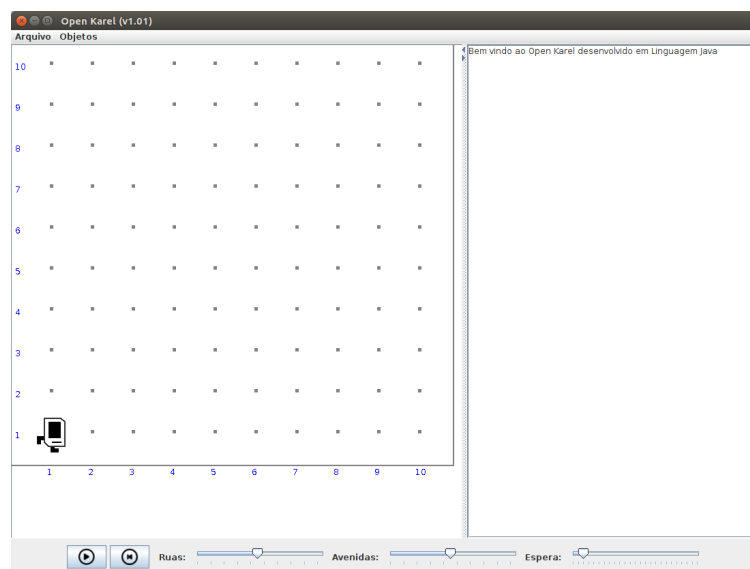 Open Karel (v1.01)
Arquivo Objetos
Bem vindo ao Open Karel desenvolvido em Linguagem Java
10
9
8
7
6
5
4
3
2
1
1 2 3 4 5 6 7 8 9 10
Ruas: Avenidas: Espera: